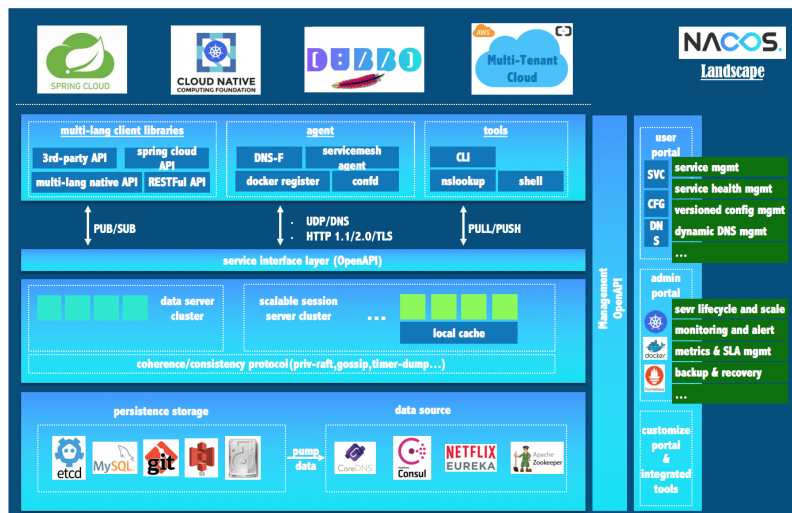 SPRING CLOUD
CLOUD NATIVE
COMPUTING FOUNDATION
DUBBO
AWS
Multi-Tenant
Cloud
NACOS.
Landscape
multi-lang client libraries
3rd-party API
spring cloud
API
multi-lang native API
RESTFul API
agent
DNS-F
servicemesh
agent
docker register
confd
tools
CLI
nslookup
shell
PUB/SUB
· UDP/DNS
· HTTP 1.1/2.0/TLS
PULL/PUSH
service interface layer (OpenAPI)
data server
cluster
scalable session
server cluster
...
local cache
coherence/consistency protocol(priv-raft,gossip,timer-dump...)
persistence storage
etcd
MySQL
git
S3
pump
data
data source
CoreDNS
Consul
NETFLIX
EUREKA
Apache
Zookeeper
Management
OpenAPI
user
portal
SVC
CFG
DN
S
service mgmt
service health mgmt
versioned config mgmt
dynamic DNS mgmt
...
admin
portal
docker
Prometheus
sevr lifecycle and scale
monitoring and alert
metrics & SLA mgmt
backup & recovery
...
customize
portal
&
integrated
tools